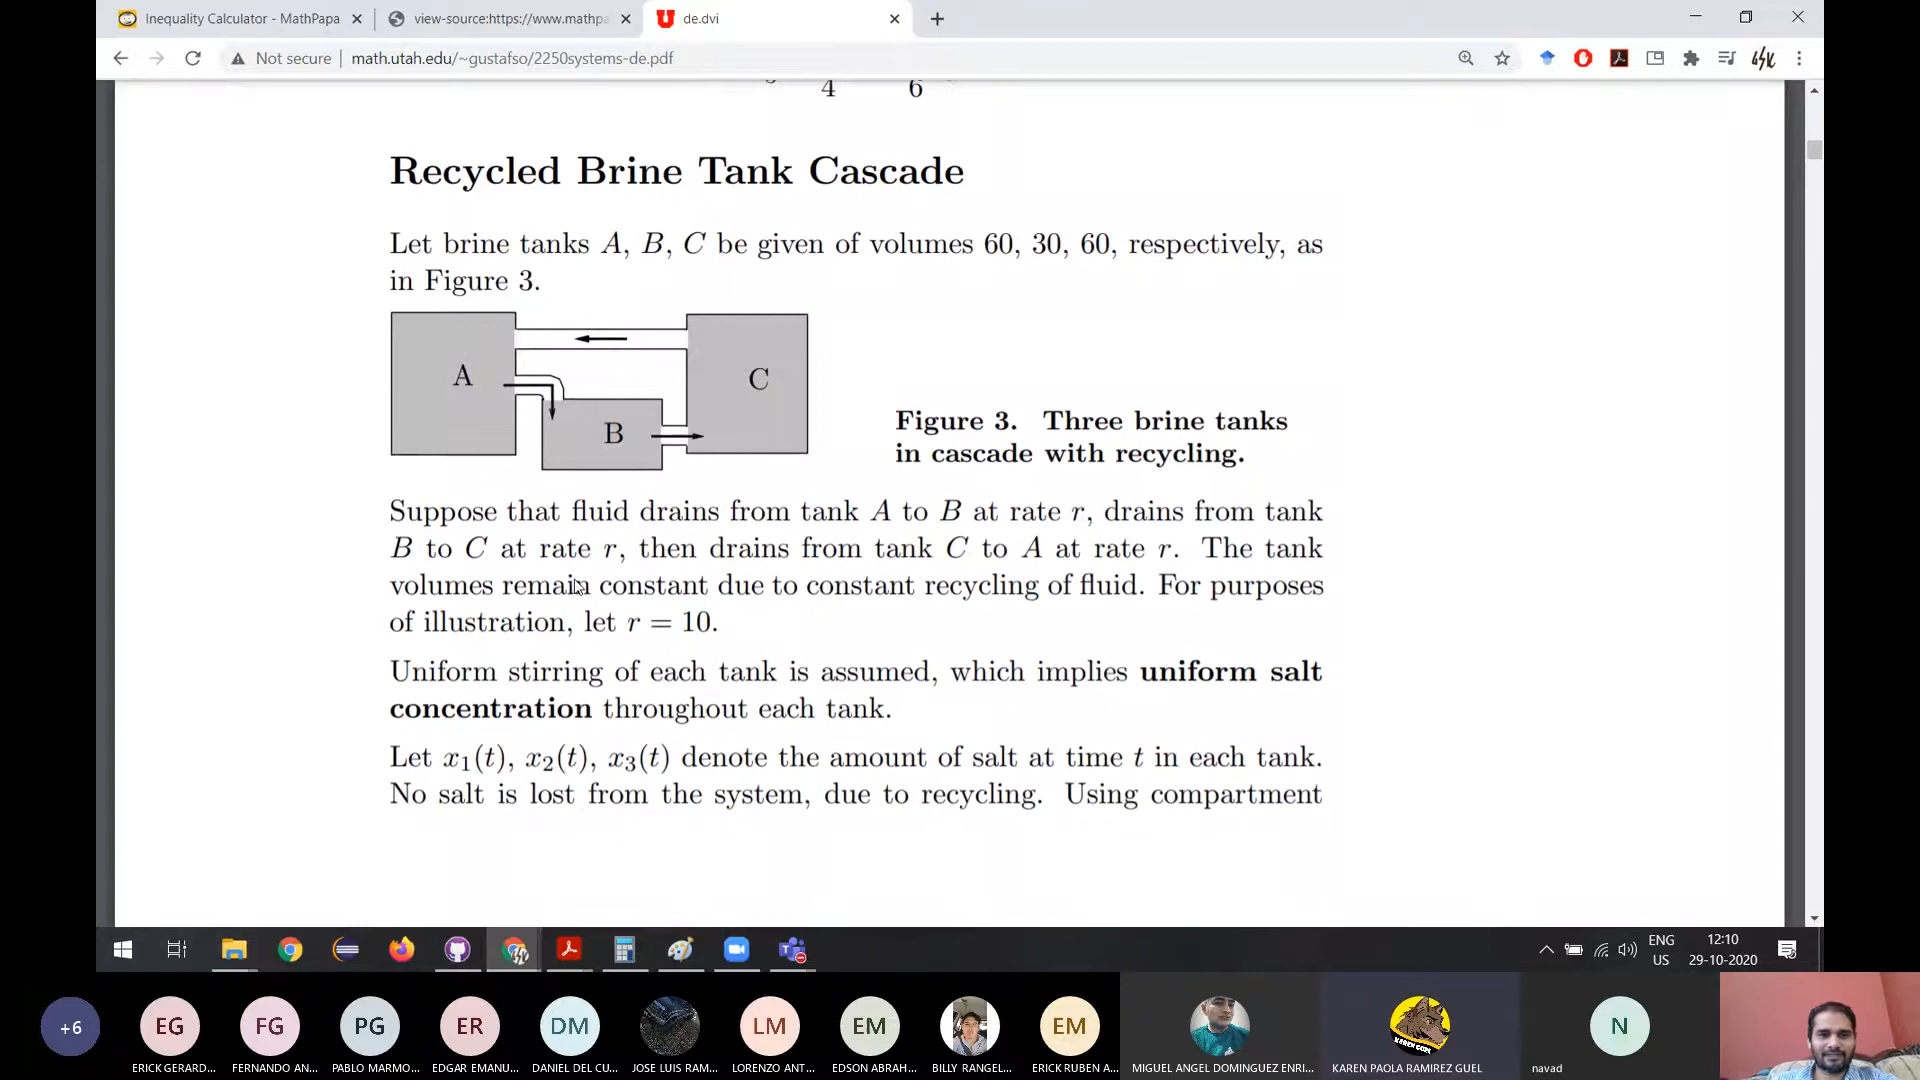 Inequality Calculator - MathPapa
view-source:https://www.mathpa
de.dvi
Not secure
math.utah.edu/~gustafso/2250systems-de.pdf
4 6
Recycled Brine Tank Cascade
Let brine tanks A, B, C be given of volumes 60, 30, 60, respectively, as
in Figure 3.
A
C
B
Figure 3. Three brine tanks
in cascade with recycling.
Suppose that fluid drains from tank A to B at rate r, drains from tank
B to C at rate r, then drains from tank C to A at rate r. The tank
volumes remain constant due to constant recycling of fluid. For purposes
of illustration, let r = 10.
Uniform stirring of each tank is assumed, which implies uniform salt
concentration throughout each tank.
Let x₁(t), x₂(t), x₃(t) denote the amount of salt at time t in each tank.
No salt is lost from the system, due to recycling. Using compartment
ENG
US
12:10
29-10-2020
+6
EG
FG
PG
ER
DM
LM
EM
EM
N
KAREN GUEL
ERICK GERARD...
FERNANDO AN...
PABLO MARMO...
EDGAR EMANU...
DANIEL DEL CU...
JOSE LUIS RAM...
LORENZO ANT...
EDSON ABRAH...
BILLY RANGEL...
ERICK RUBEN A...
MIGUEL ANGEL DOMINGUEZ ENRI...
KAREN PAOLA RAMIREZ GUEL
navad